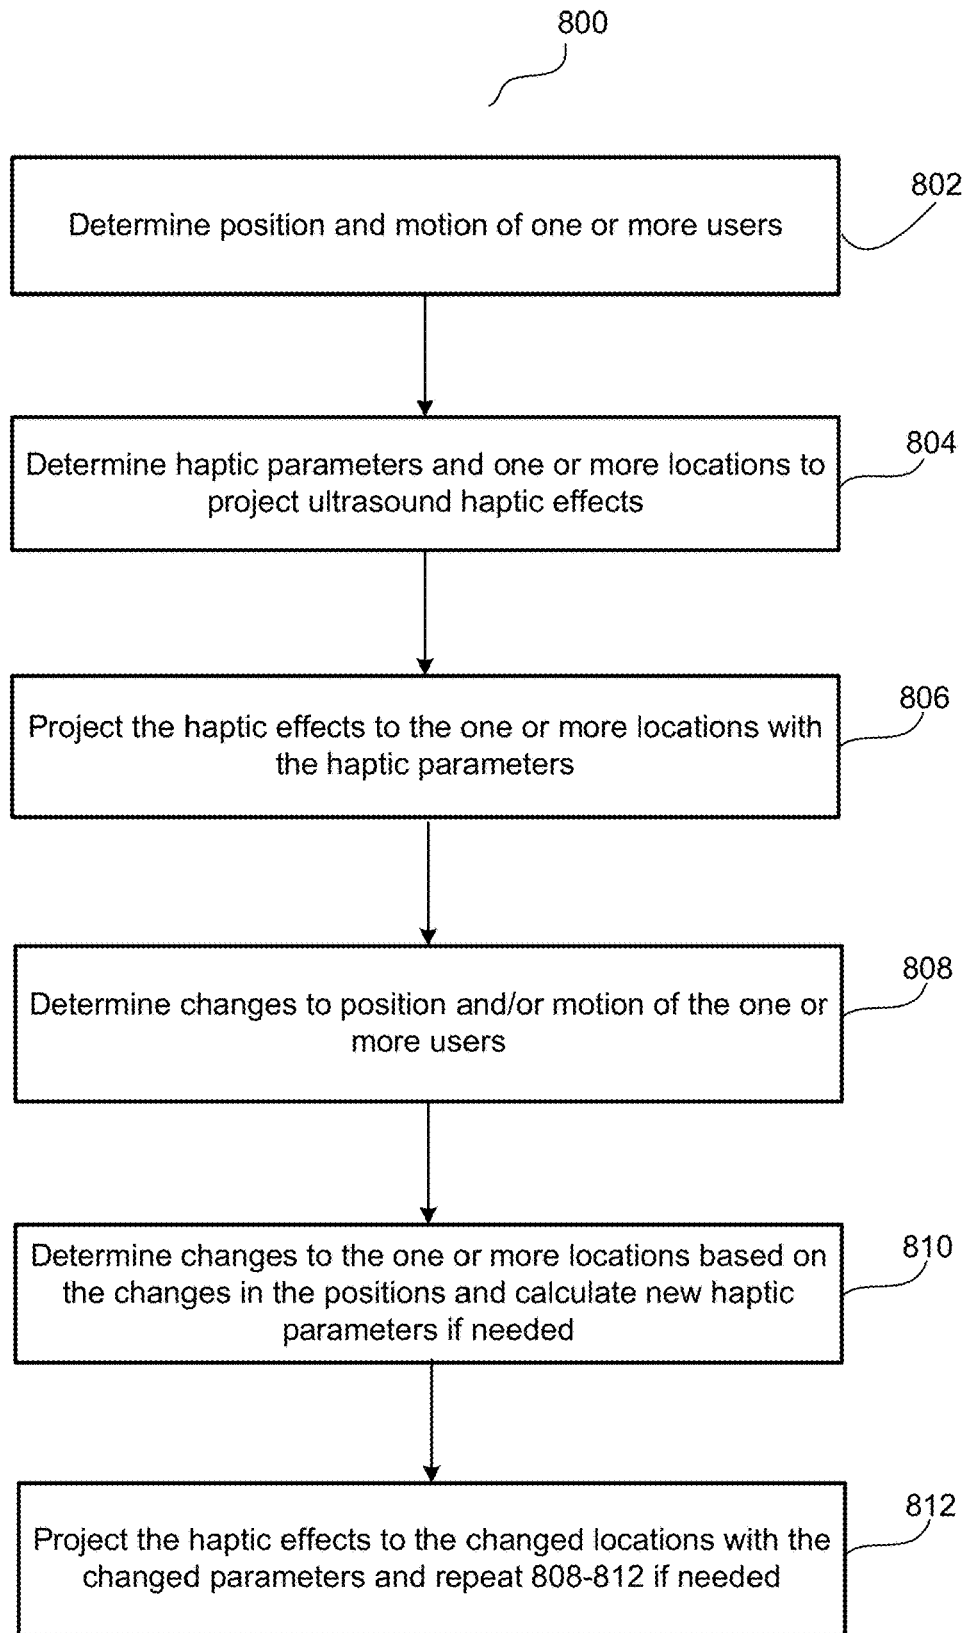 800
802
Determine position and motion of one or more users
804
Determine haptic parameters and one or more locations to
project ultrasound haptic effects
806
Project the haptic effects to the one or more locations with
the haptic parameters
808
Determine changes to position and/or motion of the one or
more users
810
Determine changes to the one or more locations based on
the changes in the positions and calculate new haptic
parameters if needed
812
Project the haptic effects to the changed locations with the
changed parameters and repeat 808-812 if needed